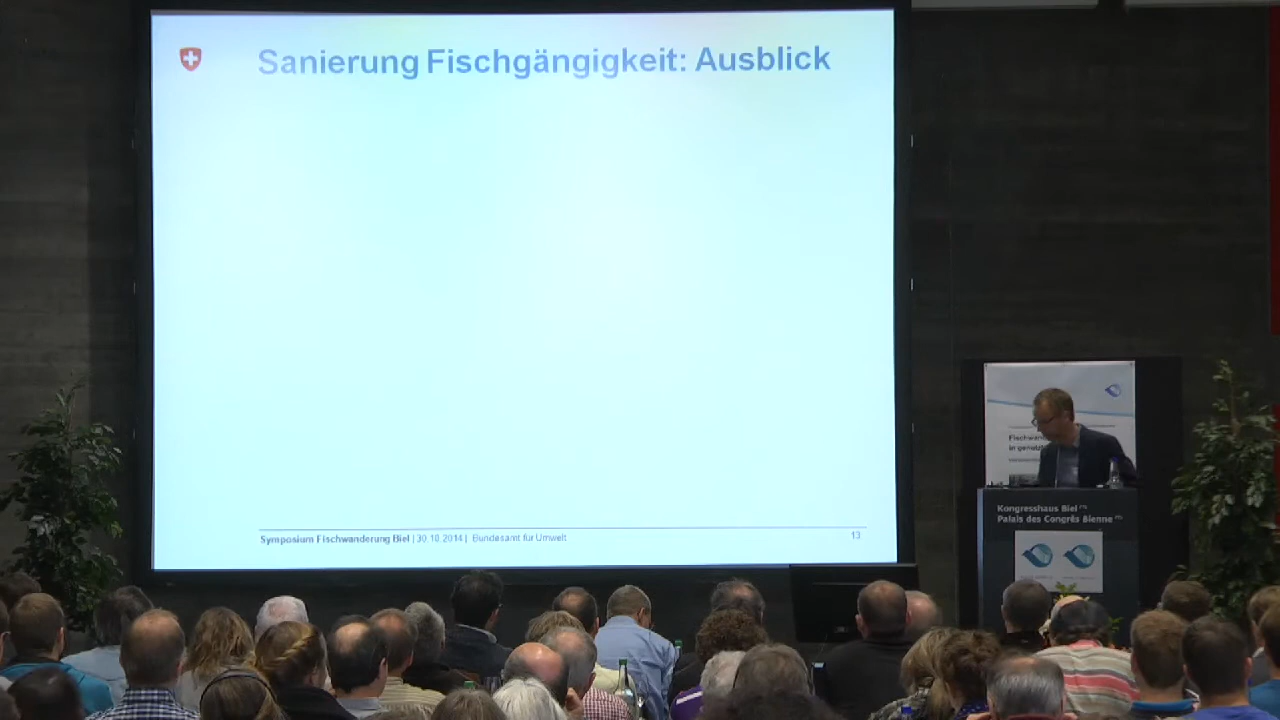 Sanierung Fischgängigkeit: Ausblick
Symposium Fischwanderung Biel | 30.10.2014 | Bundesamt für Umwelt
13
Kongresshaus Biel
Palais des Congrès Bienne